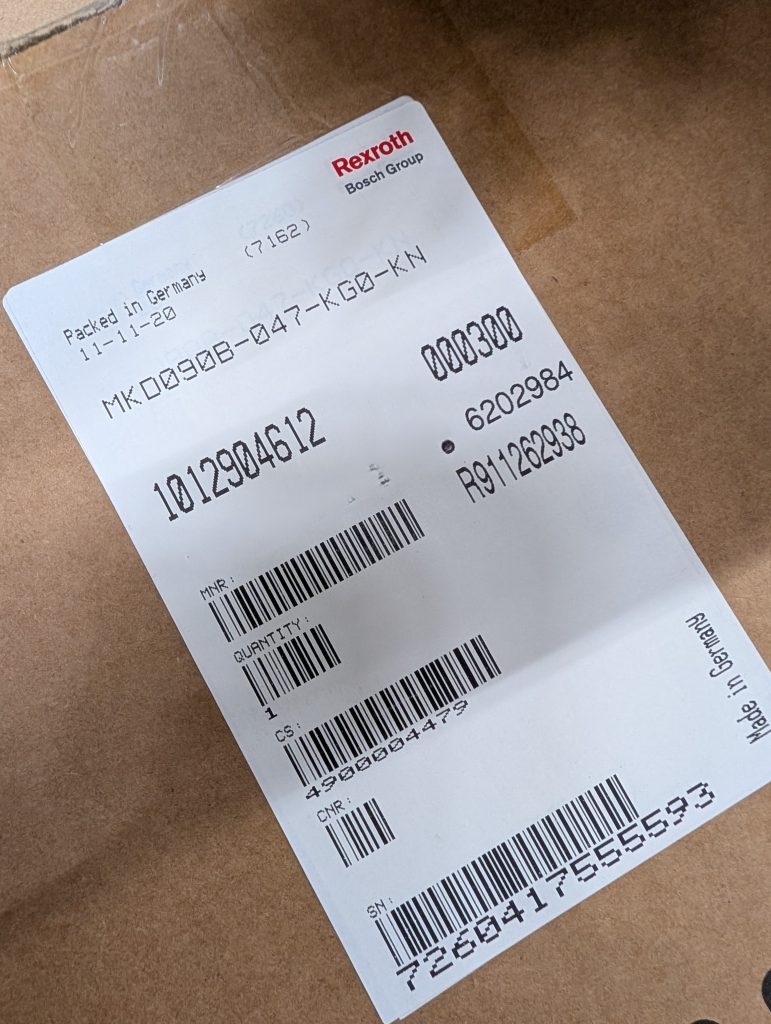 Rexroth
Bosch Group
(7162)
Packed in Germany
11-11-20
MKD090B-047-KG0-KN
000300
1012904612
6202984
R911262938
MNR:
QUANTITY:
1
CS:
4900004479
CNR:
SN:
7260417555593
Made in Germany